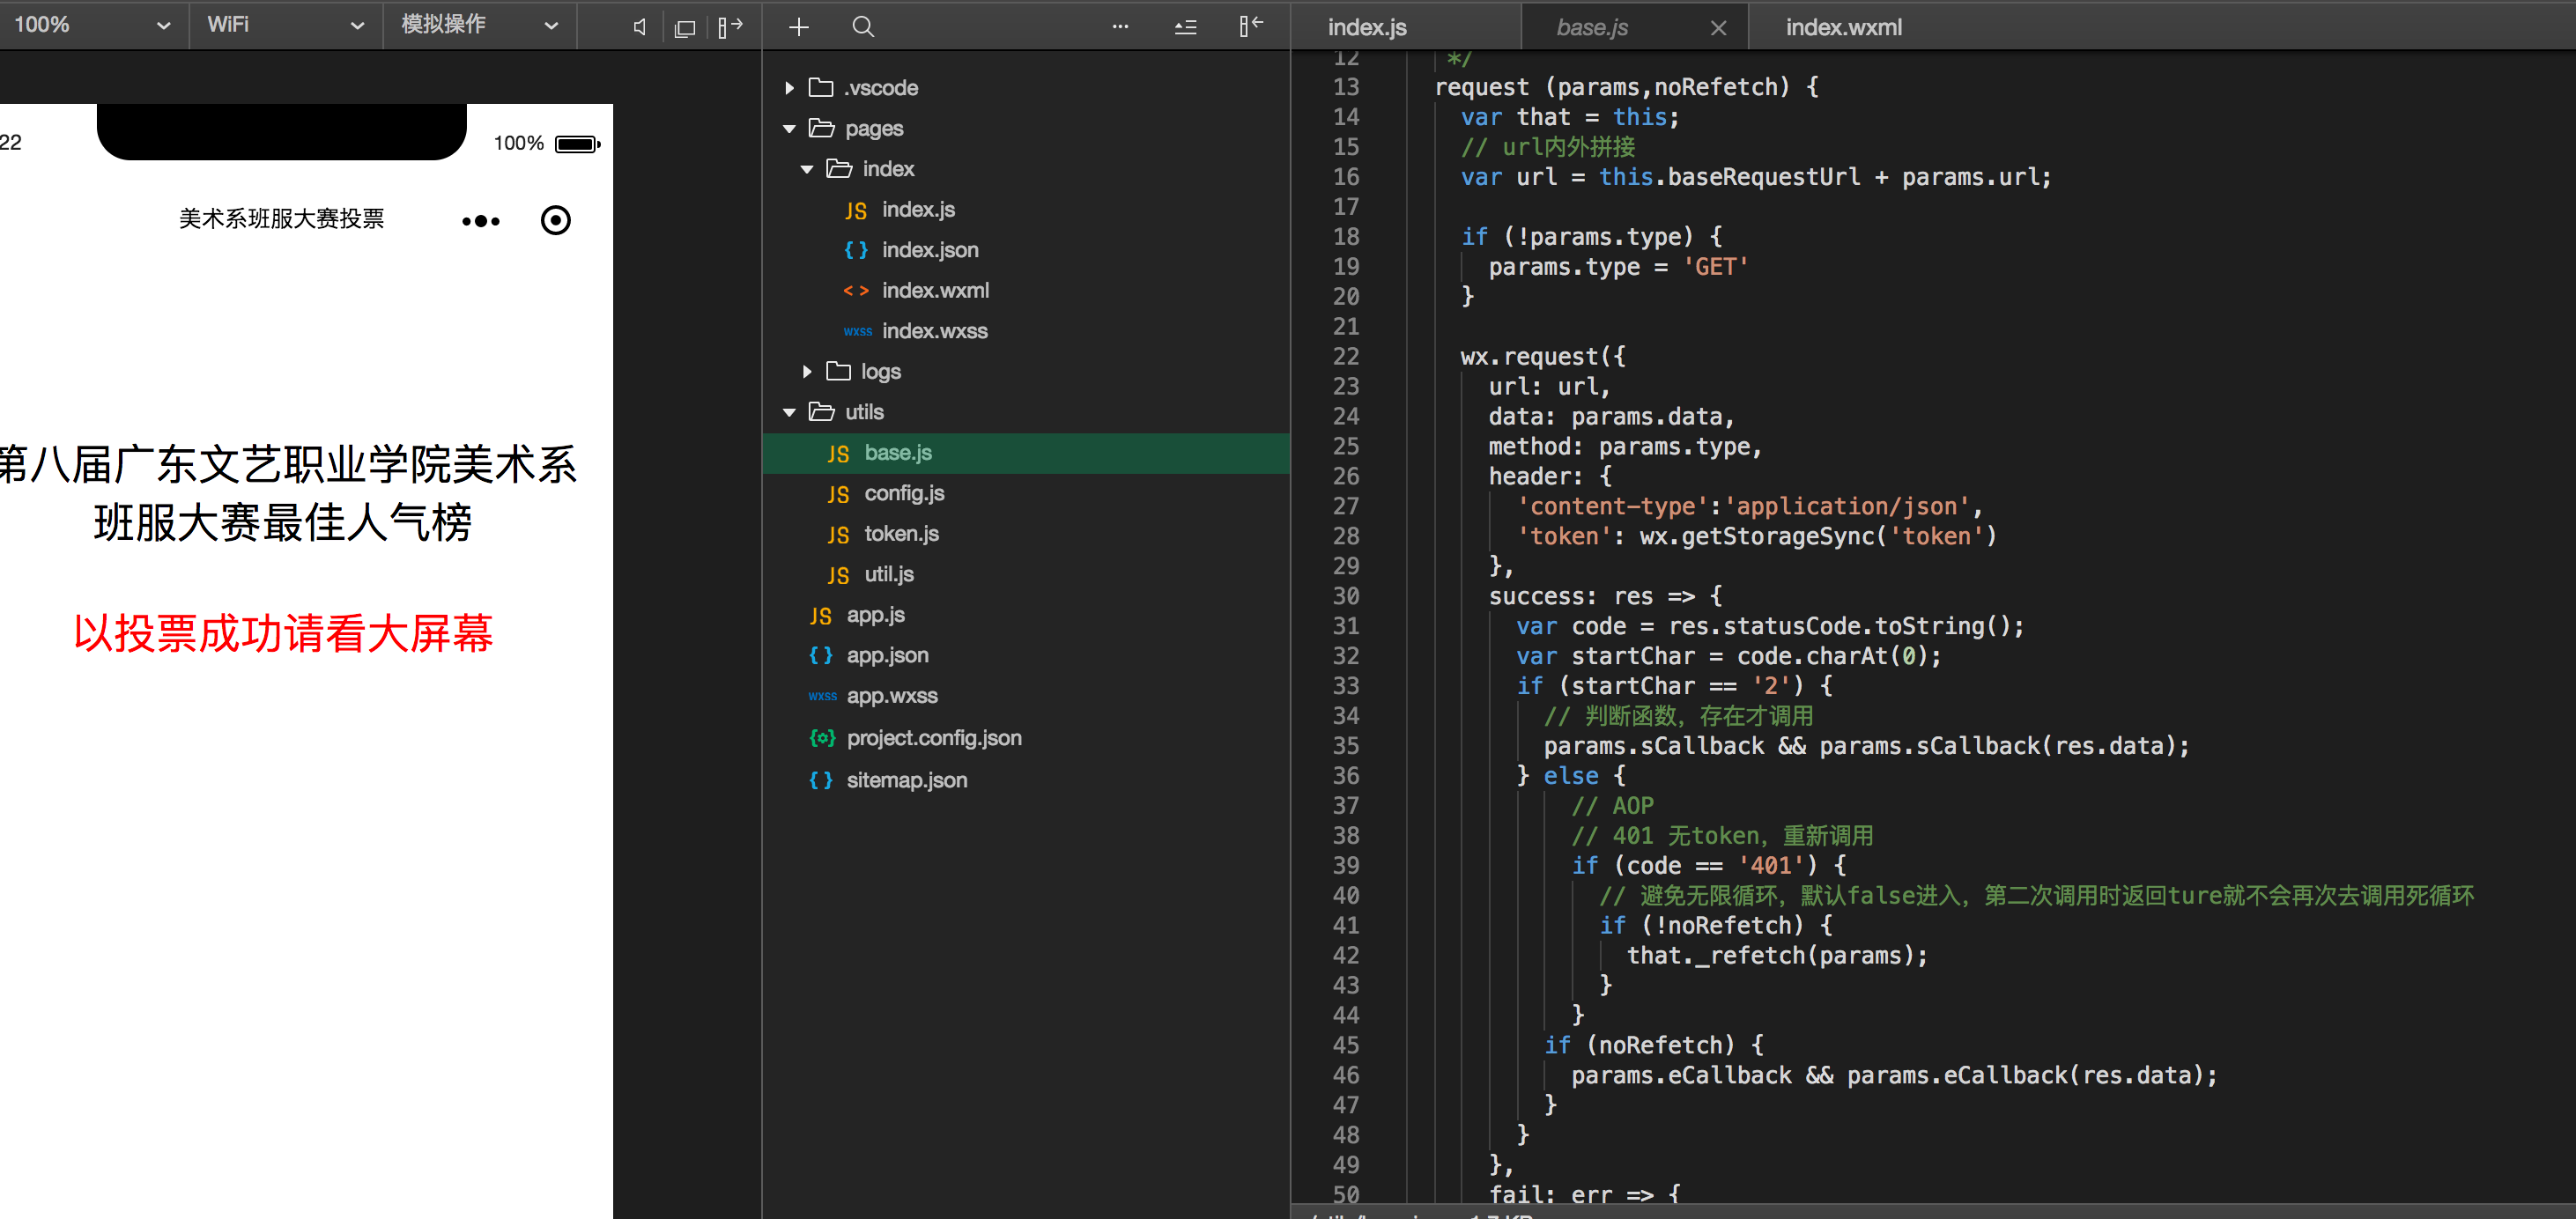 100%
WiFi
模拟操作
22
100%
美术系班服大赛投票
第八届广东文艺职业学院美术系
班服大赛最佳人气榜
以投票成功请看大屏幕
.vscode
pages
index
JS index.js
{ } index.json
< > index.wxml
wxss index.wxss
logs
utils
JS base.js
JS config.js
JS token.js
JS util.js
JS app.js
{ } app.json
wxss app.wxss
project.config.json
{ } sitemap.json
index.js
base.js
index.wxml
12 */
13 request (params,noRefetch) {
14 var that = this;
15 // url内外拼接
16 var url = this.baseRequestUrl + params.url;
17
18 if (!params.type) {
19 params.type = 'GET'
20 }
21
22 wx.request({
23 url: url,
24 data: params.data,
25 method: params.type,
26 header: {
27 'content-type':'application/json',
28 'token': wx.getStorageSync('token')
29 },
30 success: res => {
31 var code = res.statusCode.toString();
32 var startChar = code.charAt(0);
33 if (startChar == '2') {
34 // 判断函数，存在才调用
35 params.sCallback && params.sCallback(res.data);
36 } else {
37 // AOP
38 // 401 无token，重新调用
39 if (code == '401') {
40 // 避免无限循环，默认false进入，第二次调用时返回ture就不会再次去调用死循环
41 if (!noRefetch) {
42 that._refetch(params);
43 }
44 }
45 if (noRefetch) {
46 params.eCallback && params.eCallback(res.data);
47 }
48 }
49 },
50 fail: err => {